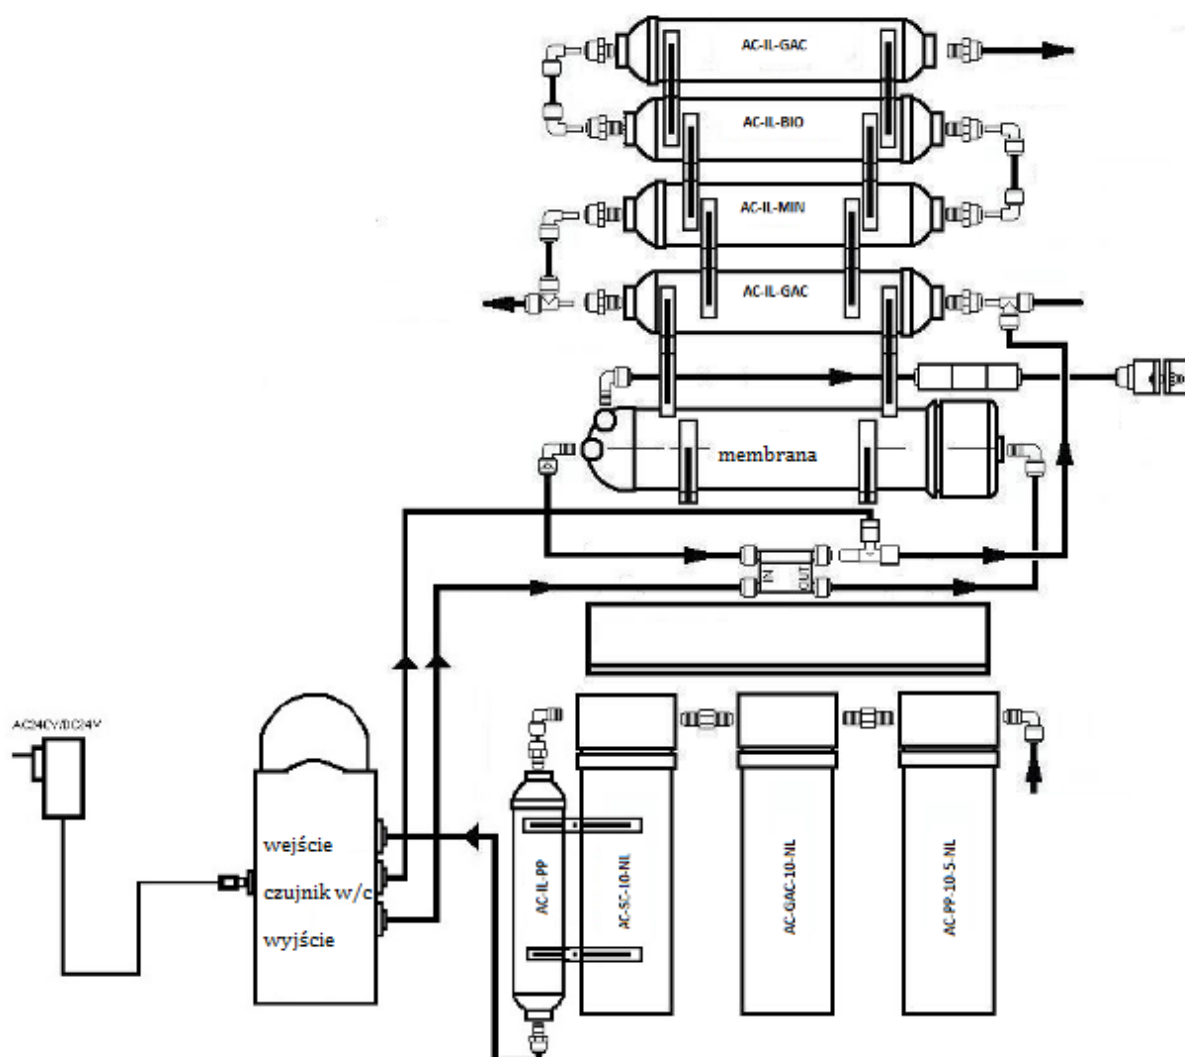 AC-IL-GAC
AC-IL-BIO
AC-IL-MIN
AC-IL-GAC
membrana
IN
OUT
AC240V/DC24V
wejście
czujnik w/c
wyjście
AC-IL-PP
AC-SC-10-NL
AC-GAC-10-NL
AC-PP-10-5-NL